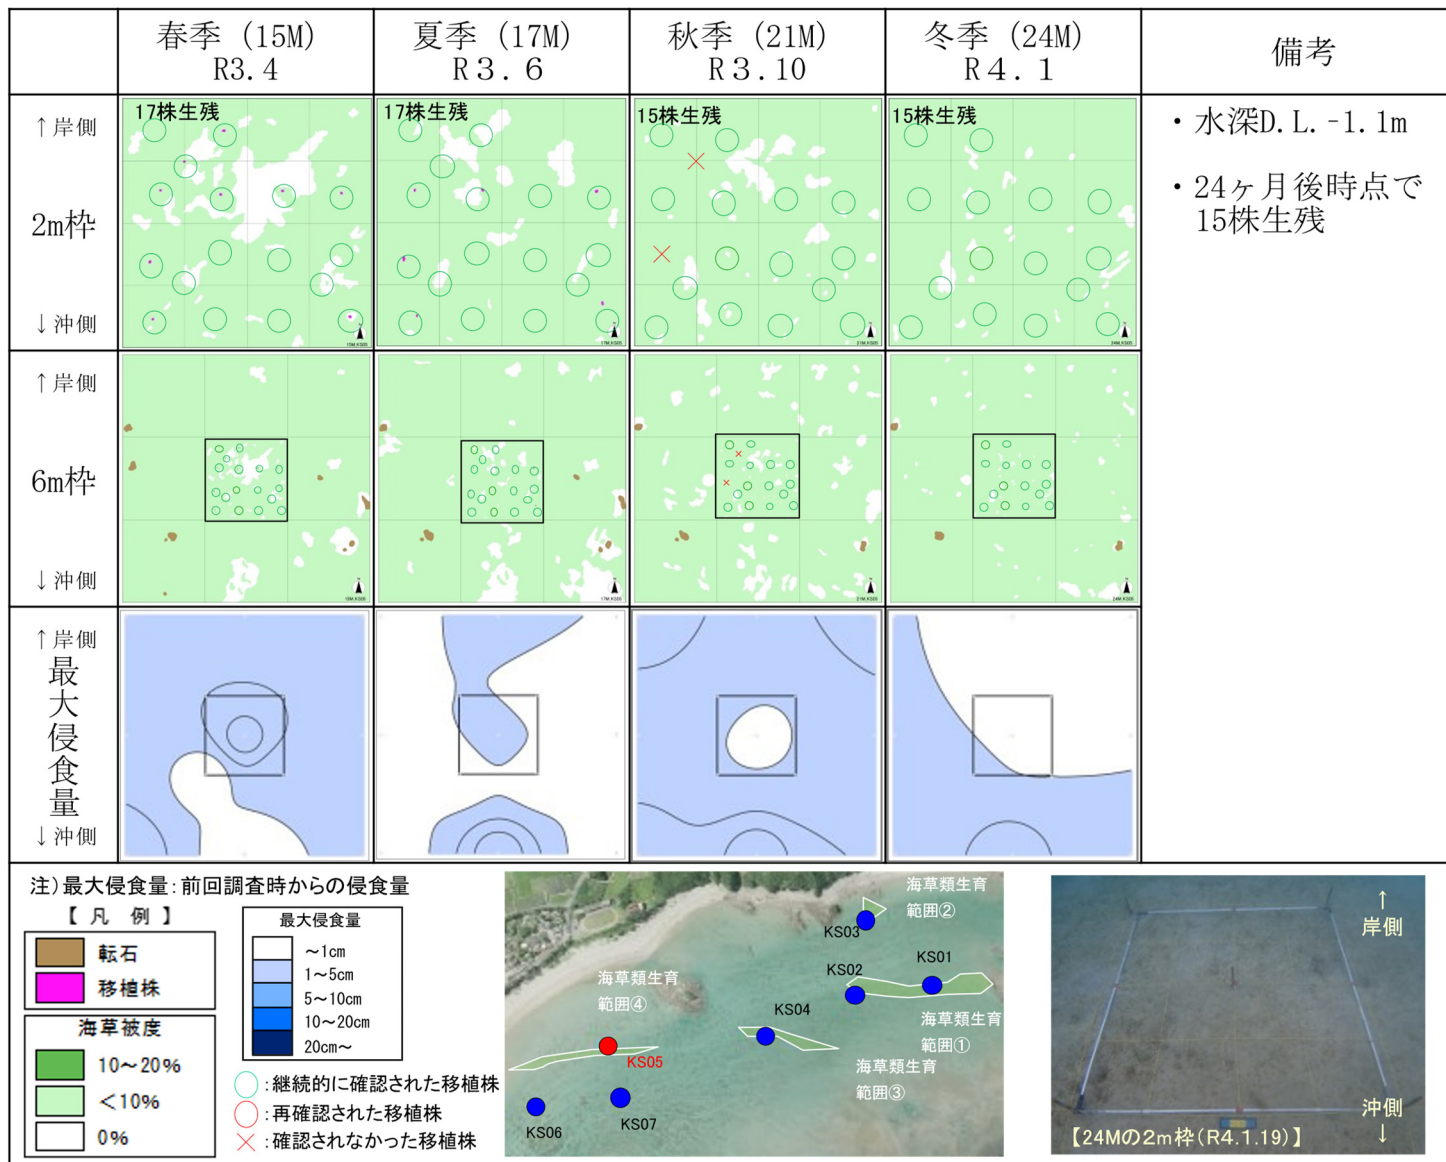 春季 (15M)
R3.4
夏季 (17M)
R３.６
秋季 (21M)
R３.10
冬季 (24M)
R４.１
備考
↑岸側
2m枠
↓沖側
17株生残
17株生残
15株生残
15株生残
・水深D.L.-1.1m
・24ヶ月後時点で
15株生残
15M_KS05
17M_KS05
21M_KS05
24M_KS05
↑岸側
6m枠
↓沖側
15M_KS05
17M_KS05
21M_KS05
24M_KS05
↑岸側
最大侵食量
↓沖側
注)最大侵食量:前回調査時からの侵食量
【 凡 例 】
転石
移植株
海草被度
10～20%
＜10%
0%
最大侵食量
～1cm
1～5cm
5～10cm
10～20cm
20cm～
:継続的に確認された移植株
:再確認された移植株
:確認されなかった移植株
海草類生育
範囲②
KS03
KS02
KS01
海草類生育
範囲④
KS04
海草類生育
範囲①
KS05
海草類生育
範囲③
KS06
KS07
↑
岸側
沖側
↓
【24Mの2m枠(R4.1.19)】